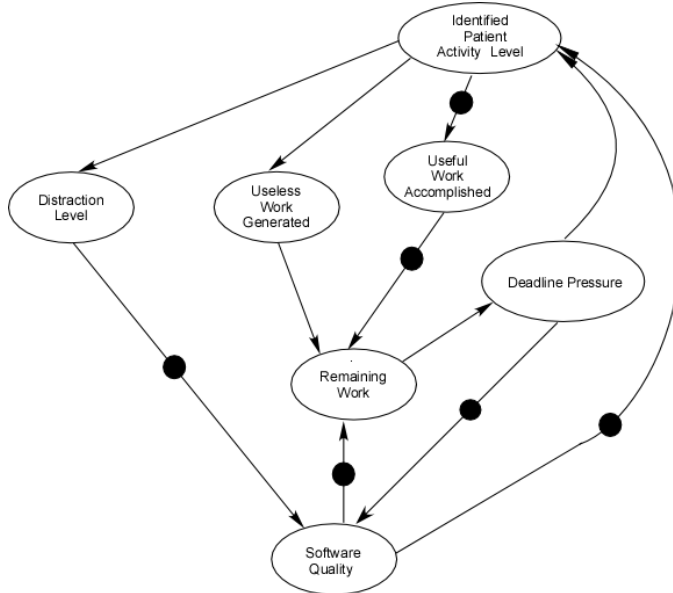 Identified
Patient
Activity Level
Distraction
Level
Useless
Work
Generated
Useful
Work
Accomplished
Deadline Pressure
Remaining
Work
Software
Quality